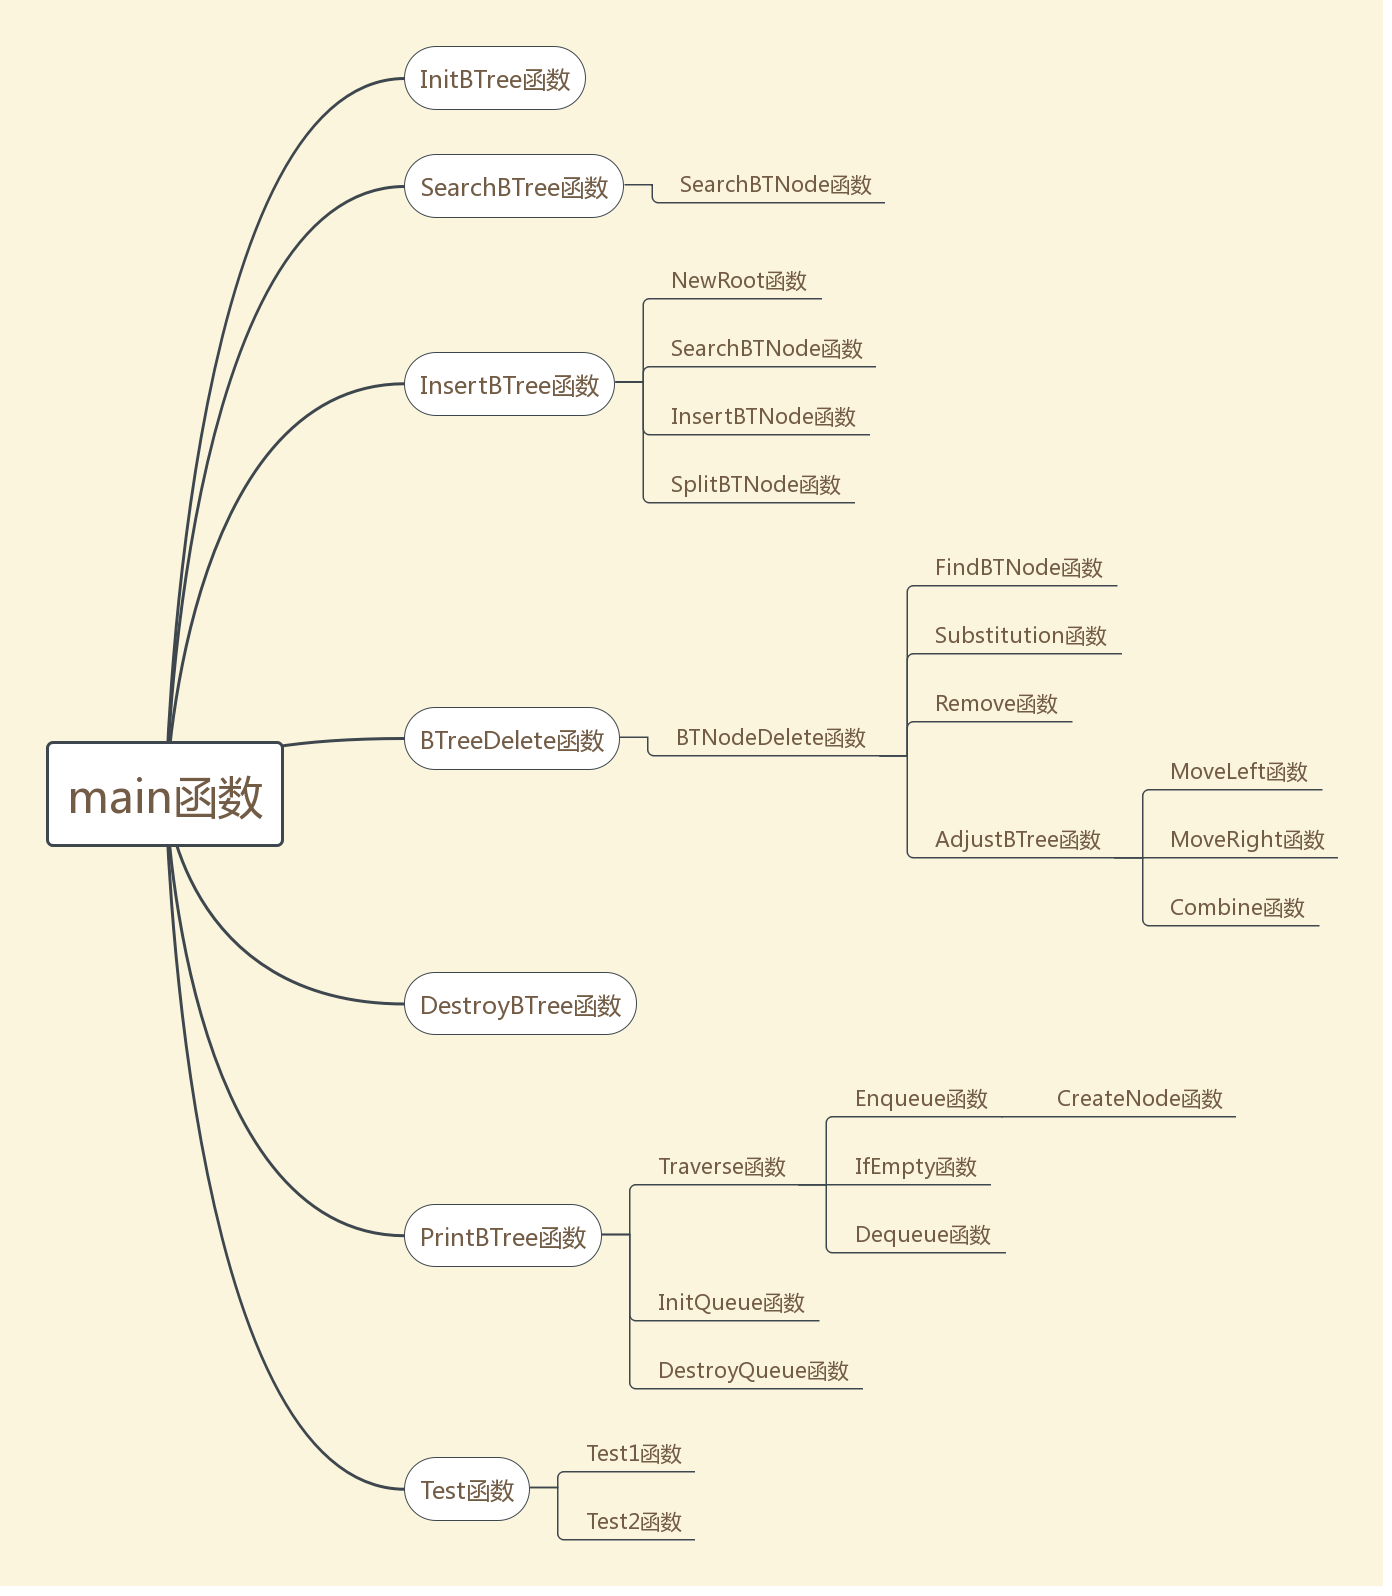 InitBTree函数
SearchBTree函数
SearchBTNode函数
NewRoot函数
SearchBTNode函数
InsertBTree函数
InsertBTNode函数
SplitBTNode函数
FindBTNode函数
Substitution函数
Remove函数
BTreeDelete函数
BTNodeDelete函数
MoveLeft函数
main函数
AdjustBTree函数
MoveRight函数
Combine函数
DestroyBTree函数
Enqueue函数
CreateNode函数
Traverse函数
IfEmpty函数
PrintBTree函数
Dequeue函数
InitQueue函数
DestroyQueue函数
Test1函数
Test函数
Test2函数